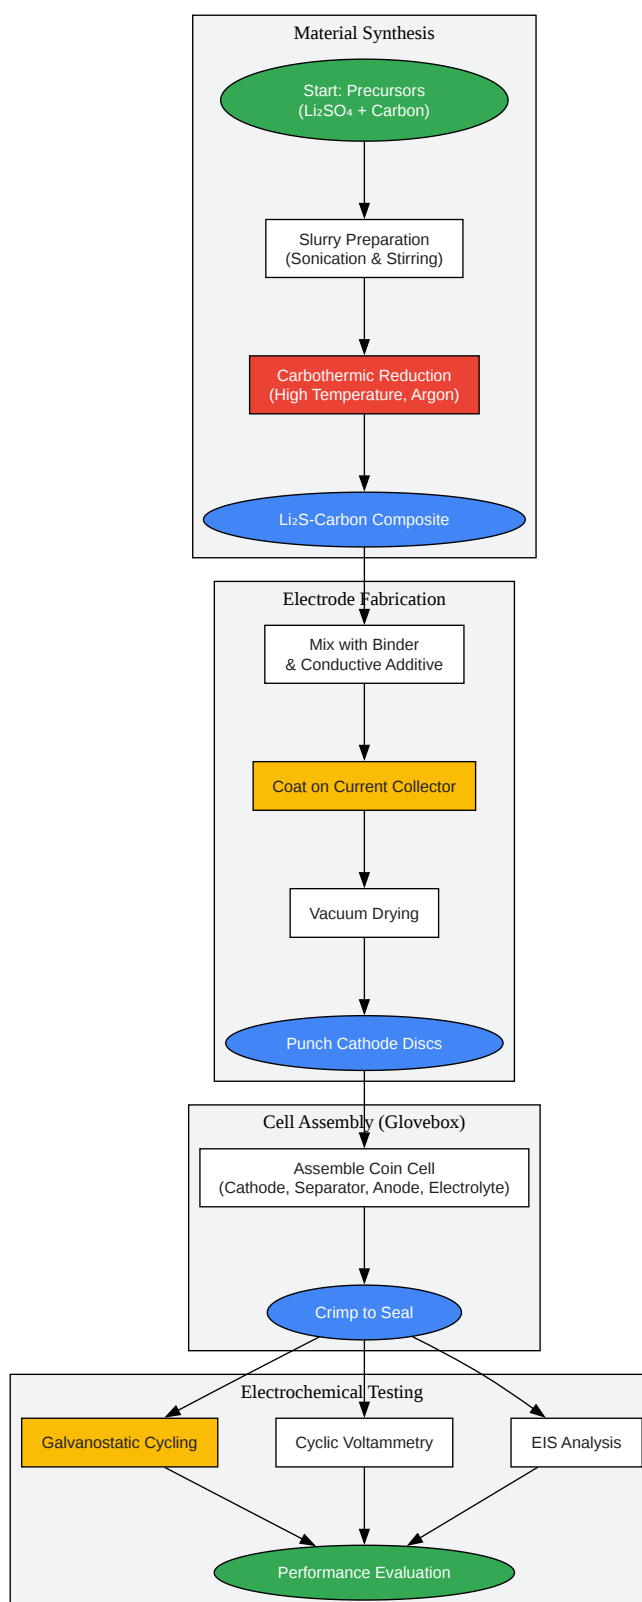 Material Synthesis
Start: Precursors
(Li₂SO₄ + Carbon)
Slurry Preparation
(Sonication & Stirring)
Carbothermic Reduction
(High Temperature, Argon)
Li₂S-Carbon Composite
Electrode Fabrication
Mix with Binder
& Conductive Additive
Coat on Current Collector
Vacuum Drying
Punch Cathode Discs
Cell Assembly (Glovebox)
Assemble Coin Cell
(Cathode, Separator, Anode, Electrolyte)
Crimp to Seal
Electrochemical Testing
Galvanostatic Cycling
Cyclic Voltammetry
EIS Analysis
Performance Evaluation